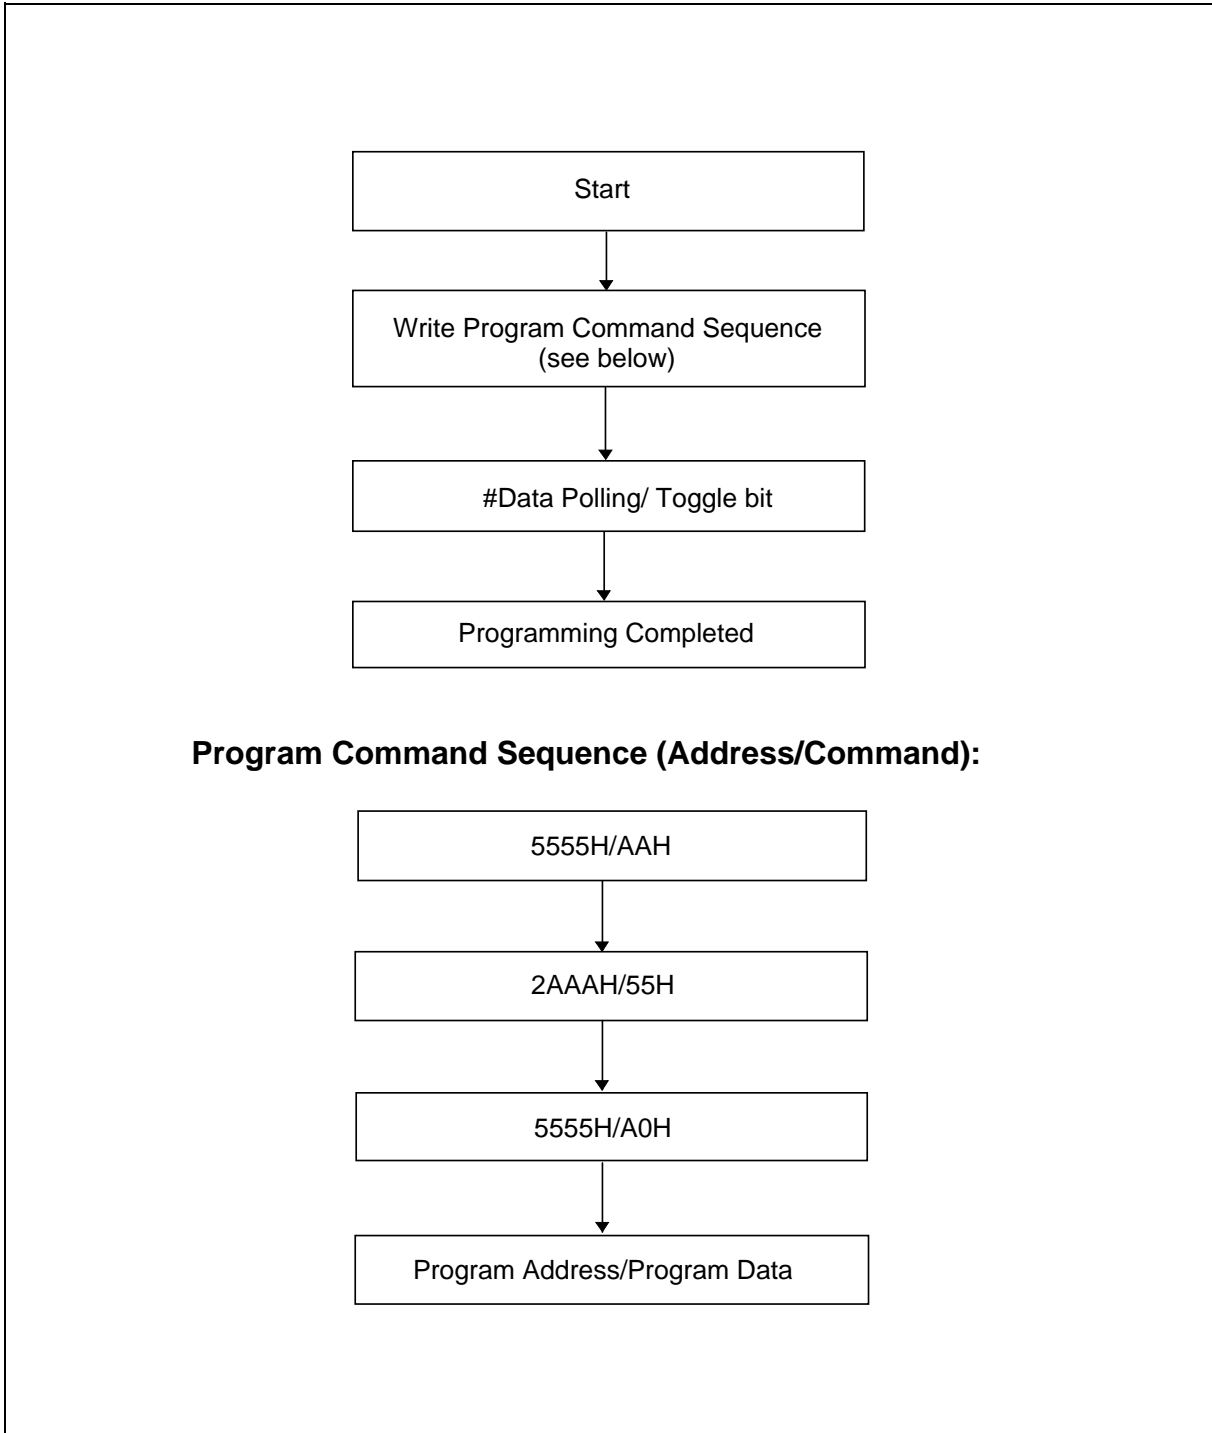 Start
Write Program Command Sequence
(see below)
#Data Polling/ Toggle bit
Programming Completed
Program Command Sequence (Address/Command):
5555H/AAH
2AAAH/55H
5555H/A0H
Program Address/Program Data